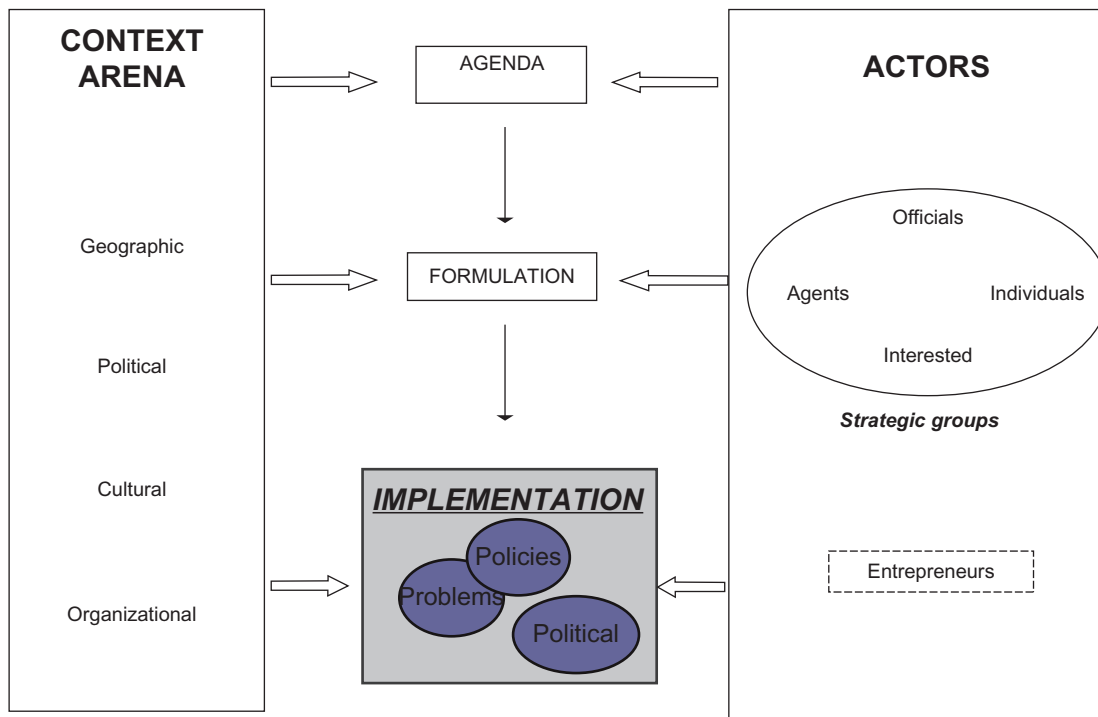 CONTEXT
ARENA
Geographic
Political
Cultural
Organizational
AGENDA
FORMULATION
IMPLEMENTATION
Policies
Problems
Political
ACTORS
Officials
Agents
Individuals
Interested
Strategic groups
Entrepreneurs